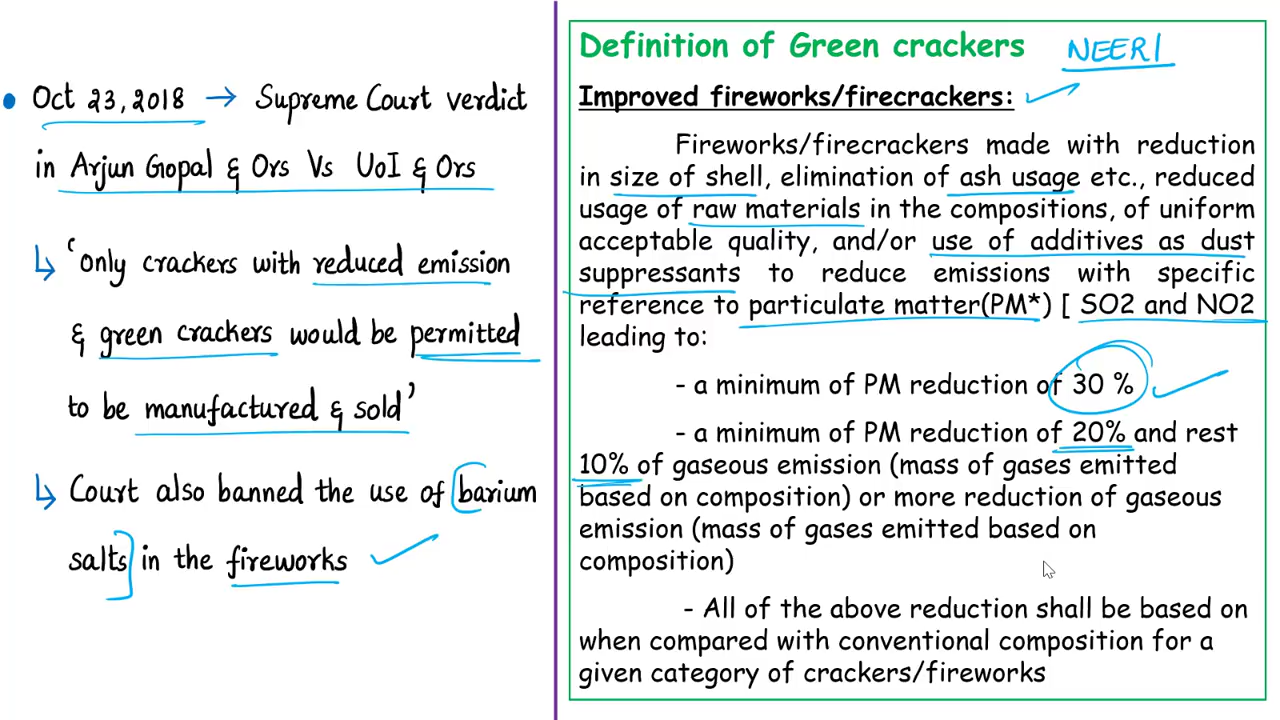 Oct 23, 2018 → Supreme Court verdict
in Arjun Gopal & Ors Vs UoI & Ors
↳ 'only crackers with reduced emission
& green crackers would be permitted
to be manufactured & sold'
↳ Court also banned the use of barium
salts in the fireworks
Definition of Green crackers NEERI
Improved fireworks/firecrackers:
Fireworks/firecrackers made with reduction
in size of shell, elimination of ash usage etc., reduced
usage of raw materials in the compositions, of uniform
acceptable quality, and/or use of additives as dust
suppressants to reduce emissions with specific
reference to particulate matter(PM*) [ SO2 and NO2
leading to:
- a minimum of PM reduction of 30 %
- a minimum of PM reduction of 20% and rest
10% of gaseous emission (mass of gases emitted
based on composition) or more reduction of gaseous
emission (mass of gases emitted based on
composition)
- All of the above reduction shall be based on
when compared with conventional composition for a
given category of crackers/fireworks